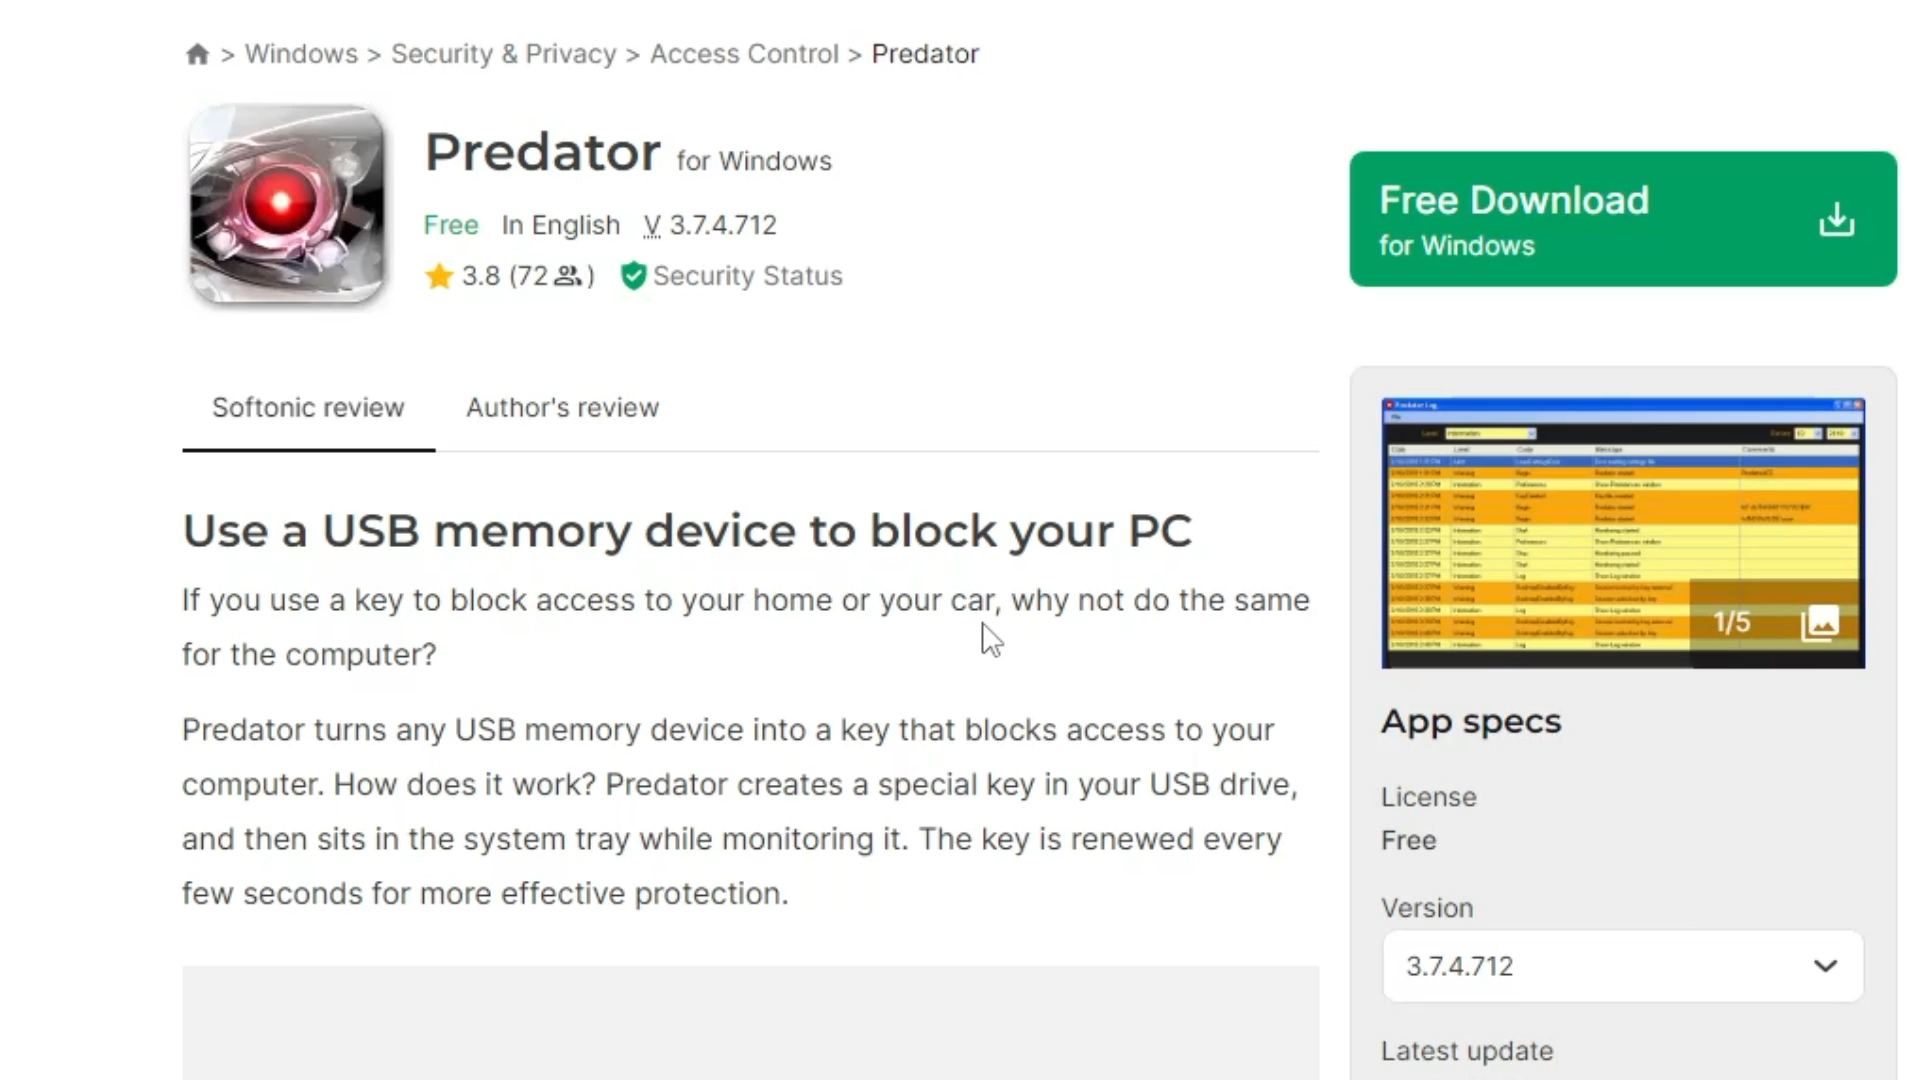 > Windows > Security & Privacy > Access Control > Predator
Predator for Windows
Free In English V 3.7.4.712
3.8 (72 )
Security Status
Free Download
for Windows
Softonic review
Author's review
Use a USB memory device to block your PC
If you use a key to block access to your home or your car, why not do the same
for the computer?
Predator turns any USB memory device into a key that blocks access to your
computer. How does it work? Predator creates a special key in your USB drive,
and then sits in the system tray while monitoring it. The key is renewed every
few seconds for more effective protection.
Predator Log
1/5
App specs
License
Free
Version
3.7.4.712
Latest update